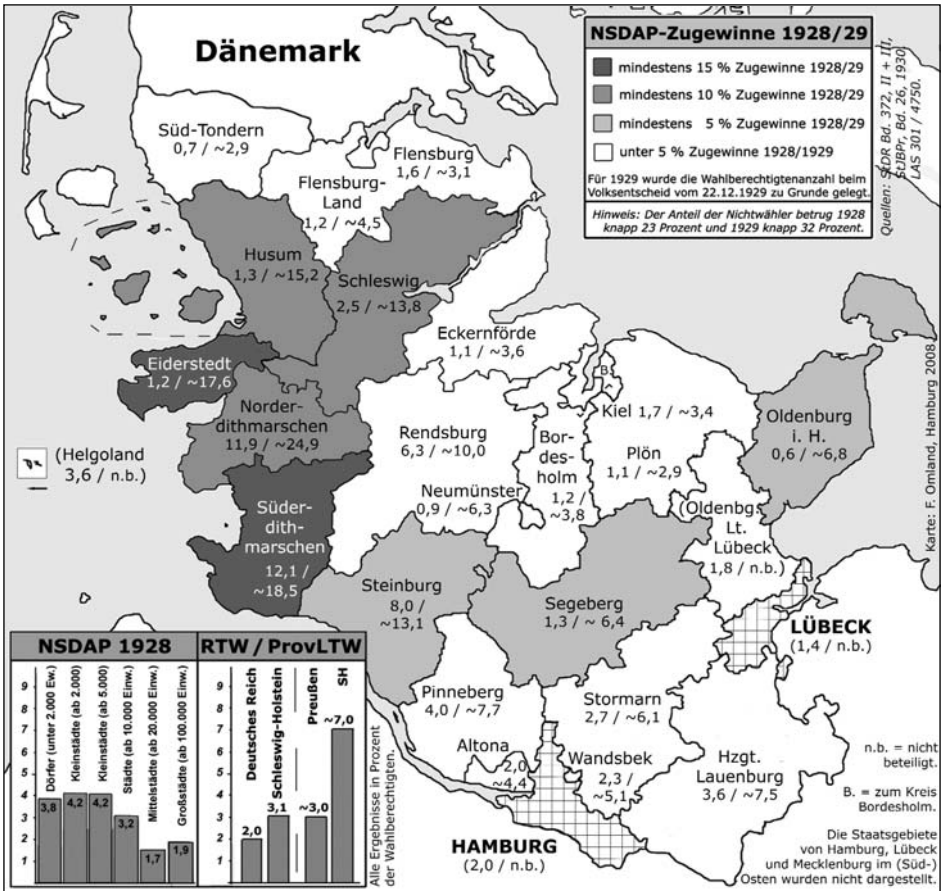 Dänemark
NSDAP-Zugewinne 1928/29
mindestens 15 % Zugewinne 1928/29
mindestens 10 % Zugewinne 1928/29
mindestens 5 % Zugewinne 1928/29
unter 5 % Zugewinne 1928/1929
Für 1929 wurde die Wahlberechtigtenanzahl beim
Volksentscheid vom 22.12.1929 zu Grunde gelegt.
Hinweis: Der Anteil der Nichtwähler betrug 1928
knapp 23 Prozent und 1929 knapp 32 Prozent.
Quellen: StDR Bd. 372, II + III,
StJBPr, Bd. 26, 1930,
LAS 301 / 4750.
Süd-Tondern
0,7 / ~2,9
Flensburg
1,6 / ~3,1
Flensburg-
Land
1,2 / ~4,5
Husum
1,3 / ~15,2
Schleswig
2,5 / ~13,8
Eckernförde
1,1 / ~3,6
Eiderstedt
1,2 / ~17,6
Norder-
dithmarschen
11,9 / ~24,9
(Helgoland
3,6 / n.b.)
Rendsburg
6,3 / ~10,0
Bor-
des-
holm
1,2 /
~3,8
B.
Kiel 1,7 / ~3,4
Plön
1,1 / ~2,9
Oldenburg
i. H.
0,6 / ~6,8
Neumünster
0,9 / ~6,3
Süder-
dith-
marschen
12,1 /
~18,5
(Oldenbg.
Lt.
Lübeck
1,8 / n.b.)
Steinburg
8,0 /
~13,1
Segeberg
1,3 / ~ 6,4
LÜBECK
(1,4 / n.b.)
Pinneberg
4,0 / ~7,7
Stormarn
2,7 / ~6,1
Altona
2,0 /
~4,4
Wandsbek
2,3 /
~5,1
Hzgt.
Lauenburg
3,6 / ~7,5
HAMBURG
(2,0 / n.b.)
n.b. = nicht
beteiligt.
B. = zum Kreis
Bordesholm.
Die Staatsgebiete
von Hamburg, Lübeck
und Mecklenburg im (Süd-)
Osten wurden nicht dargestellt.
Karte: F. Omland, Hamburg 2008
NSDAP 1928
9
8
7
6
5
4
3
2
1
Dörfer (unter 2.000 Ew.)
Kleinstädte (ab 2.000)
Kleinstädte (ab 5.000)
Städte (ab 10.000 Einw.)
Mittelstädte (ab 20.000 Einw.)
Großstädte (ab 100.000 Einw.)
3,8
4,2
4,2
3,2
1,7
1,9
RTW / ProvLTW
9
8
7
6
5
4
3
2
1
Deutsches Reich
Schleswig-Holstein
Preußen
SH
2,0
3,1
~3,0
~7,0
Alle Ergebnisse in Prozent
der Wahlberechtigten.